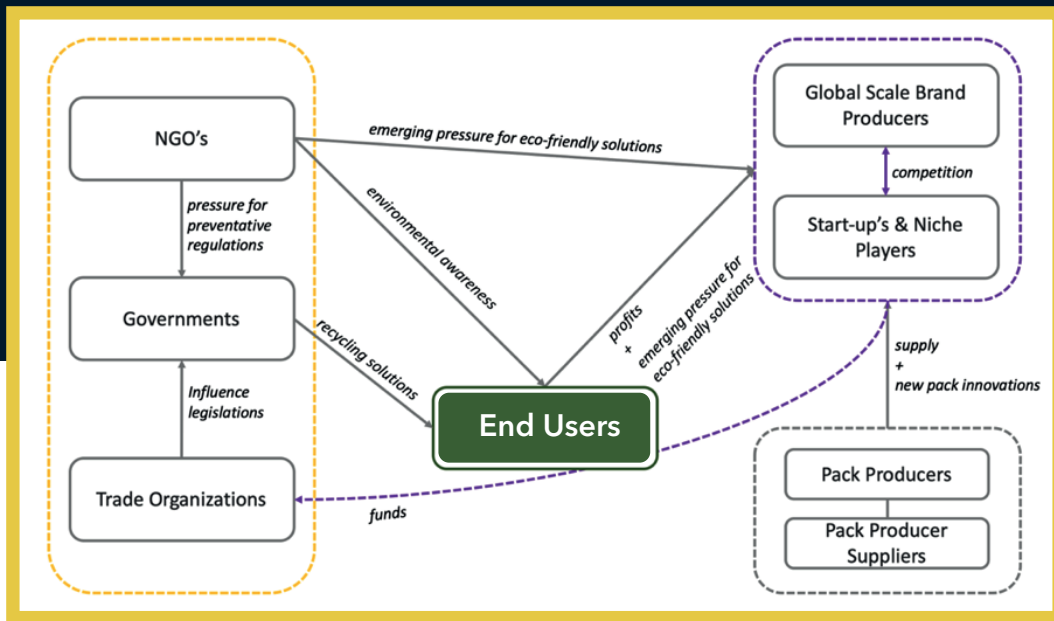 NGO's
pressure for
preventative
regulations
Governments
Influence
legislations
Trade Organizations
emerging pressure for eco-friendly solutions
environmental awareness
recycling solutions
End Users
profits
+
emerging pressure for
eco-friendly solutions
funds
Global Scale Brand
Producers
competition
Start-up's & Niche
Players
supply
+
new pack innovations
Pack Producers
Pack Producer
Suppliers